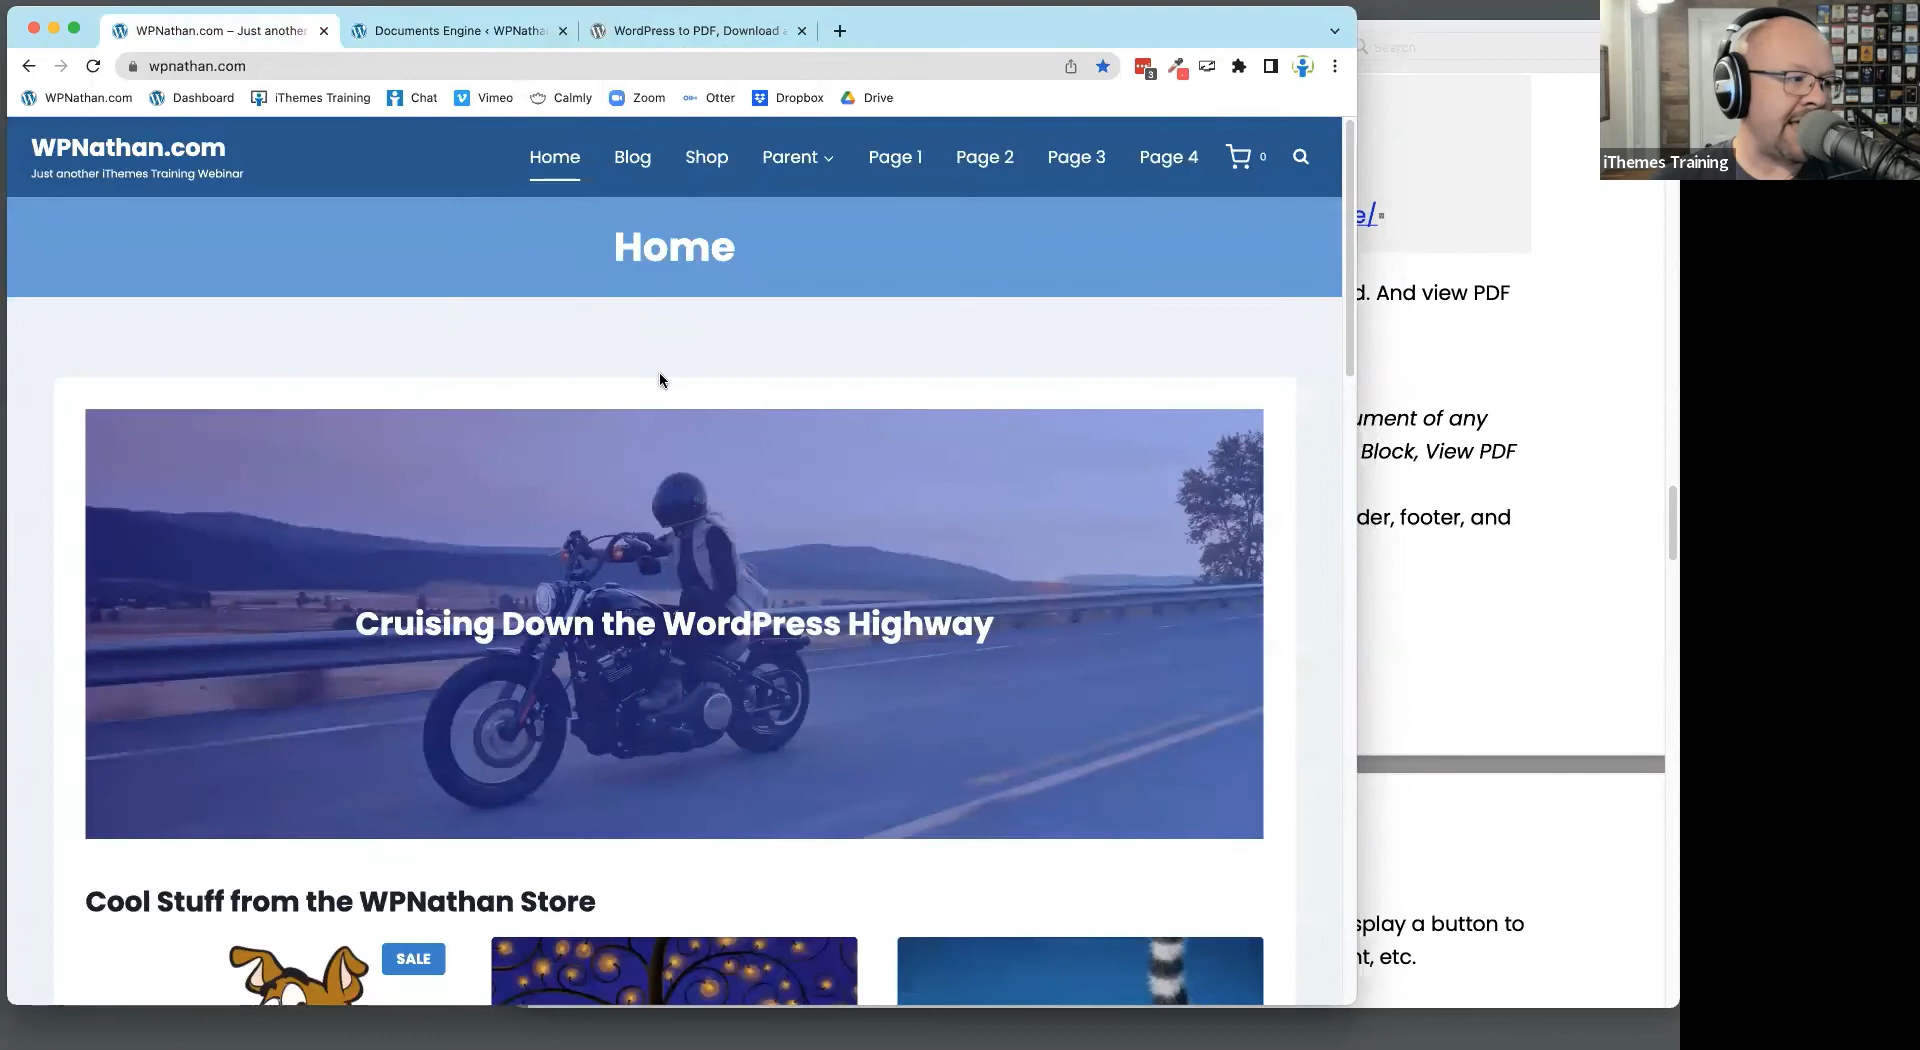 WPNathan.com – Just another
Documents Engine ‹ WPNatha
WordPress to PDF, Download
wpnathan.com
3
WPNathan.com
Dashboard
iThemes Training
Chat
Vimeo
Calmly
Zoom
Otter
Dropbox
Drive
Search
iThemes Training
WPNathan.com
Just another iThemes Training Webinar
Home
Blog
Shop
Parent
Page 1
Page 2
Page 3
Page 4
0
Home
e/
d. And view PDF
ument of any
Block, View PDF
der, footer, and
Cruising Down the WordPress Highway
Cool Stuff from the WPNathan Store
SALE
splay a button to
nt, etc.